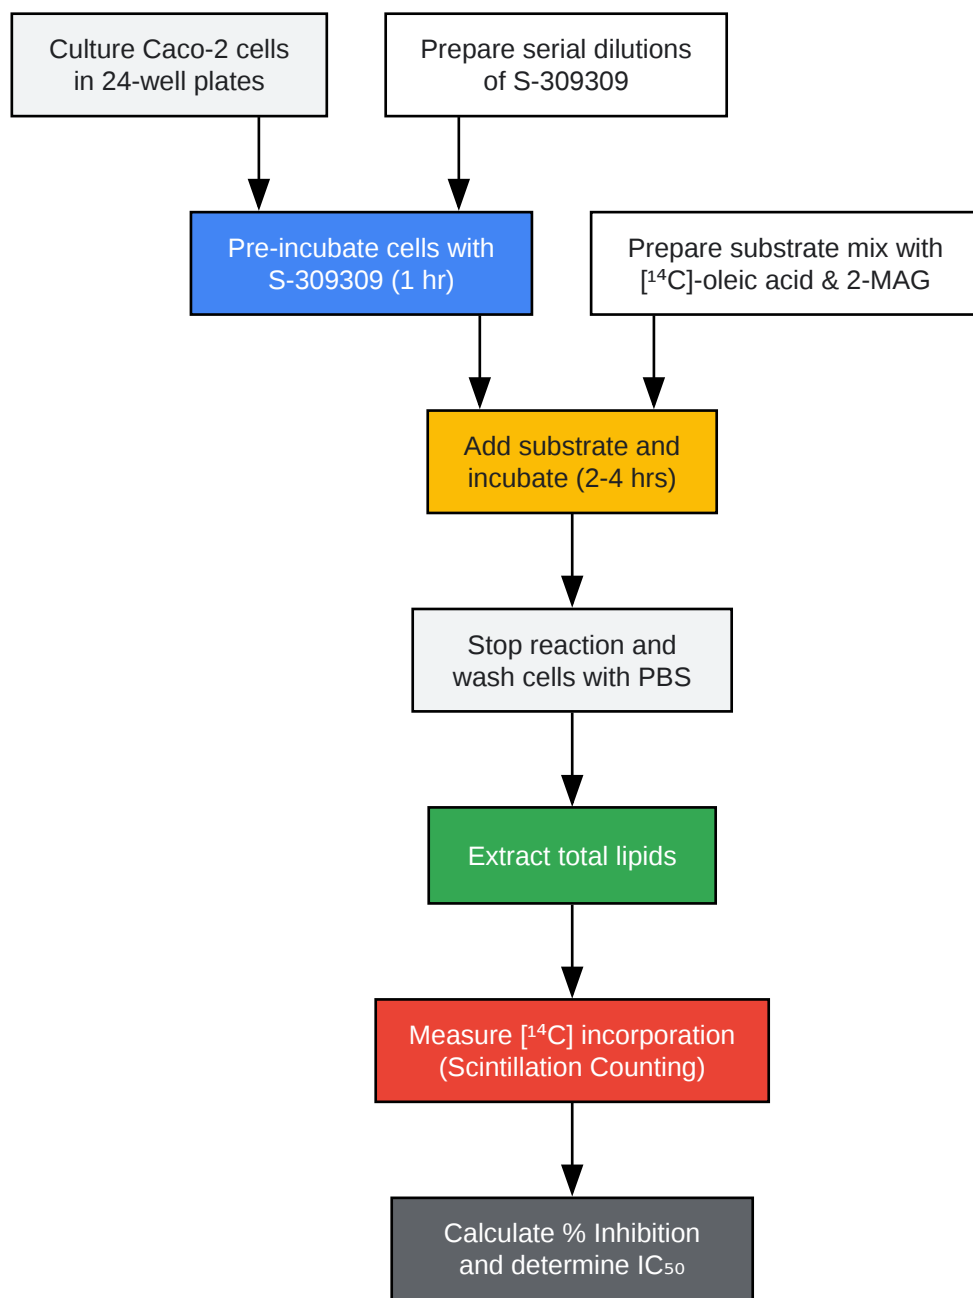 Culture Caco-2 cells
in 24-well plates
Prepare serial dilutions
of S-309309
Pre-incubate cells with
S-309309 (1 hr)
Prepare substrate mix with
[¹⁴C]-oleic acid & 2-MAG
Add substrate and
incubate (2-4 hrs)
Stop reaction and
wash cells with PBS
Extract total lipids
Measure [¹⁴C] incorporation
(Scintillation Counting)
Calculate % Inhibition
and determine IC₅₀